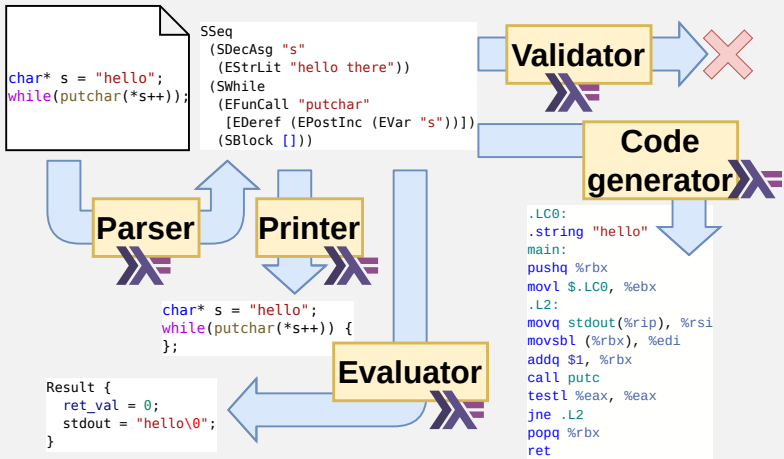 char* s = "hello";
while(putchar(*s++));
SSeq
(SDecAsg "s"
(EStrLit "hello there"))
(SWhile
(EFunCall "putchar"
[EDeref (EPostInc (EVar "s"))])
(SBlock []))
Validator
Code
generator
Parser
Printer
char* s = "hello";
while(putchar(*s++)) {
};
Evaluator
Result {
ret_val = 0;
stdout = "hello\0";
}
.LC0:
.string "hello"
main:
pushq %rbx
movl $.LC0, %ebx
.L2:
movq stdout(%rip), %rsi
movsbl (%rbx), %edi
addq $1, %rbx
call putc
testl %eax, %eax
jne .L2
popq %rbx
ret